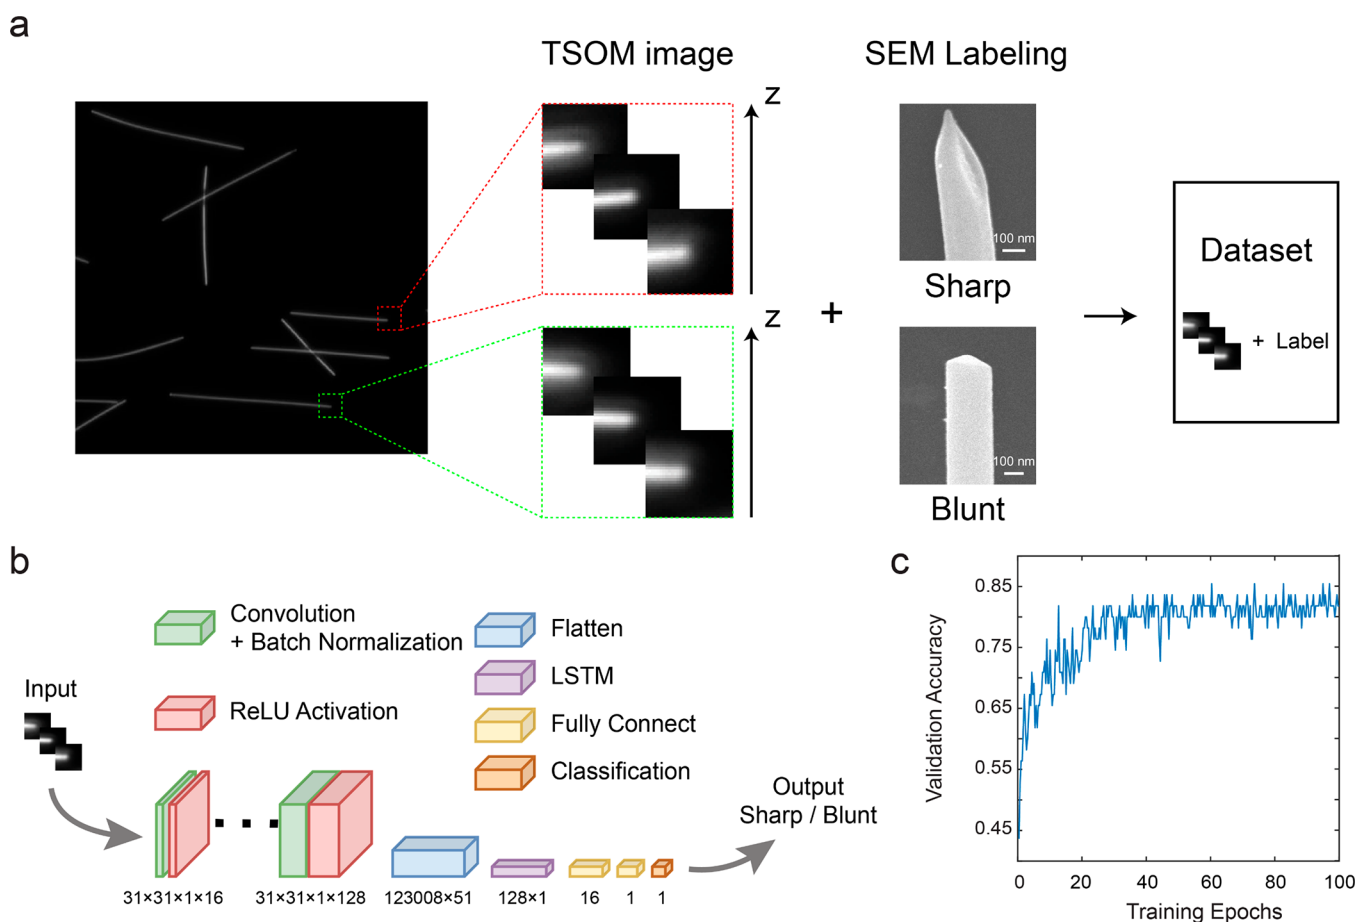 a
TSOM image
SEM Labeling
z
z
100 nm
Sharp
100 nm
Blunt
+
Dataset
+ Label
b
Input
Convolution
+ Batch Normalization
ReLU Activation
Flatten
LSTM
Fully Connect
Classification
Output
Sharp / Blunt
31×31×1×16
31×31×1×128
123008×51
128×1
16
1
1
c
Validation Accuracy
0.85
0.75
0.65
0.55
0.45
0
20
40
60
80
100
Training Epochs